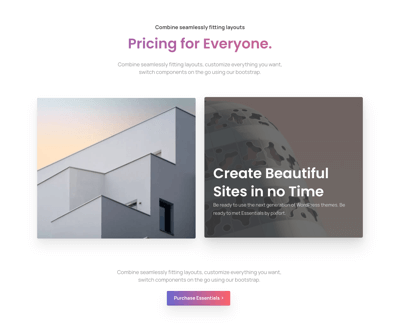 Combine seamlessly fitting layouts
Pricing for Everyone.
Combine seamlessly fitting layouts, customize everything you want,
switch components on the go using our bootstrap.
Create Beautiful
Sites in no Time
Be ready to use the next generation of WordPress themes. Be
ready to met Essentials by pixfort.
Combine seamlessly fitting layouts, customize everything you want,
switch components on the go using our bootstrap.
Purchase Essentials